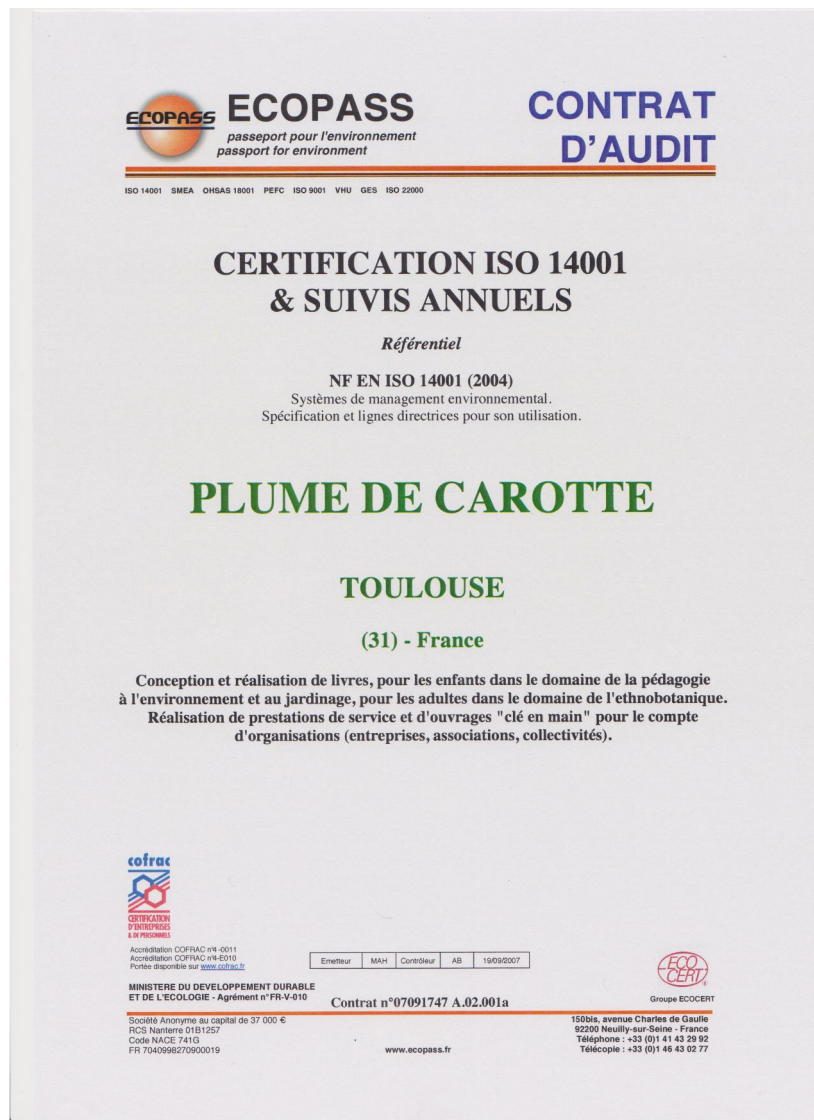 ECOPASS
ECOPASS
passeport pour l'environnement
passport for environment
CONTRAT
D'AUDIT
ISO 14001 SMEA OHSAS 18001 PEFC ISO 9001 VHU GES ISO 22000
CERTIFICATION ISO 14001
& SUIVIS ANNUELS
Référentiel
NF EN ISO 14001 (2004)
Systèmes de management environnemental.
Spécification et lignes directrices pour son utilisation.
PLUME DE CAROTTE
TOULOUSE
(31) - France
Conception et réalisation de livres, pour les enfants dans le domaine de la pédagogie
à l'environnement et au jardinage, pour les adultes dans le domaine de l'ethnobotanique.
Réalisation de prestations de service et d'ouvrages "clé en main" pour le compte
d'organisations (entreprises, associations, collectivités).
cofrac
CERTIFICATION
D'ENTREPRISES
& DE PERSONNELS
Accréditation COFRAC n°4-0011
Accréditation COFRAC n°4-E010
Portée disponible sur www.cofrac.fr
Emetteur MAH Contrôleur AB 19/09/2007
ECO
CERT
®
Groupe ECOCERT
MINISTERE DU DEVELOPPEMENT DURABLE
ET DE L'ECOLOGIE - Agrément n°FR-V-010
Contrat n°07091747 A.02.001a
Société Anonyme au capital de 37 000 €
RCS Nanterre 01B1257
Code NACE 741G
FR 7040998270900019
www.ecopass.fr
150bis, avenue Charles de Gaulle
92200 Neuilly-sur-Seine - France
Téléphone : +33 (0)1 41 43 29 92
Télécopie : +33 (0)1 46 43 02 77